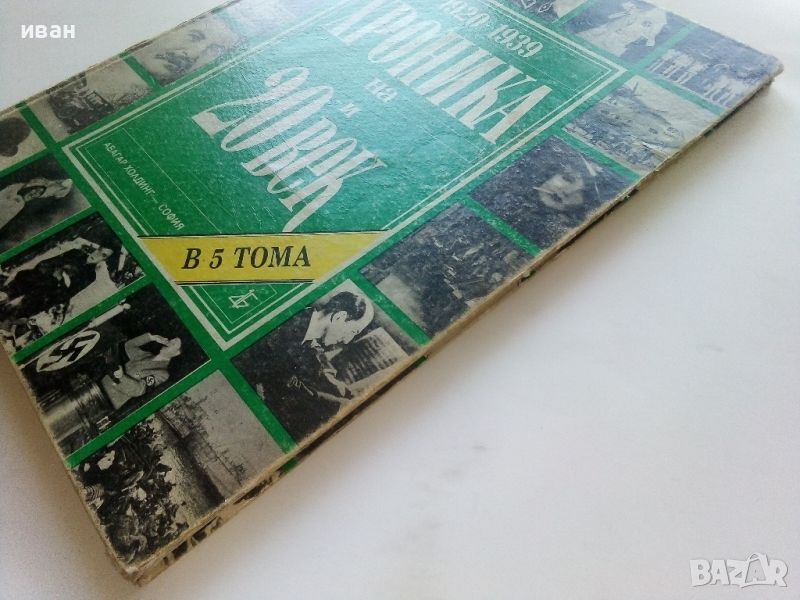 иван
1920-1939
ХРОНИКА
на
20-и
век
АБАГАР ХОЛДИНГ – СОФИЯ
В 5 ТОМА
BAZAR